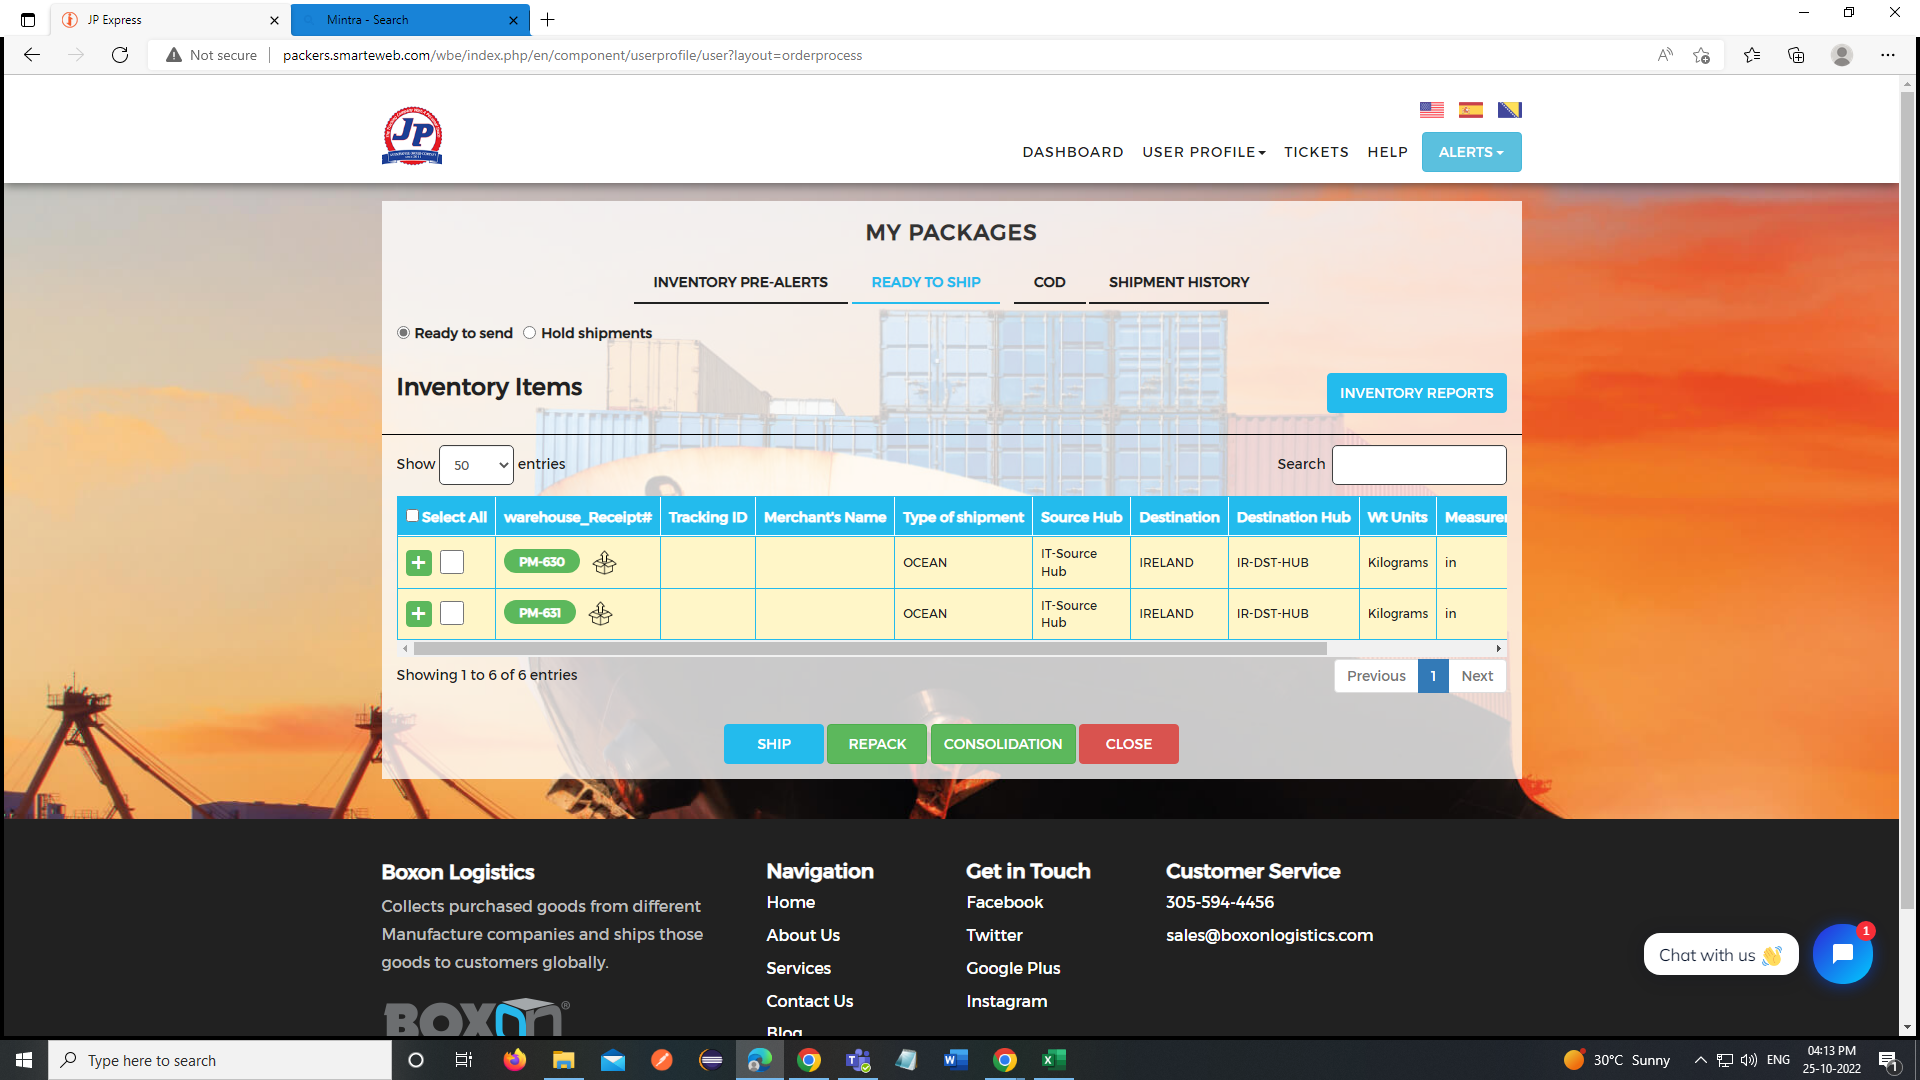 JP Express
Mintra - Search
Not secure
packers.smarteweb.com/wbe/index.php/en/component/userprofile/user?layout=orderprocess
JP
DASHBOARD USER PROFILE TICKETS HELP ALERTS
MY PACKAGES
INVENTORY PRE-ALERTS READY TO SHIP COD SHIPMENT HISTORY
Ready to send Hold shipments
Inventory Items
INVENTORY REPORTS
Show 50 entries
Search
Select All warehouse_Receipt# Tracking ID Merchant's Name Type of shipment Source Hub Destination Destination Hub Wt Units Measurem
PM-630 OCEAN IT-Source Hub IRELAND IR-DST-HUB Kilograms in
PM-631 OCEAN IT-Source Hub IRELAND IR-DST-HUB Kilograms in
Showing 1 to 6 of 6 entries
Previous 1 Next
SHIP REPACK CONSOLIDATION CLOSE
Boxon Logistics
Collects purchased goods from different
Manufacture companies and ships those
goods to customers globally.
BOXON®
Navigation
Home
About Us
Services
Contact Us
Blog
Get in Touch
Facebook
Twitter
Google Plus
Instagram
Customer Service
305-594-4456
sales@boxonlogistics.com
Chat with us
1
Type here to search
30°C Sunny
ENG
04:13 PM
25-10-2022
1